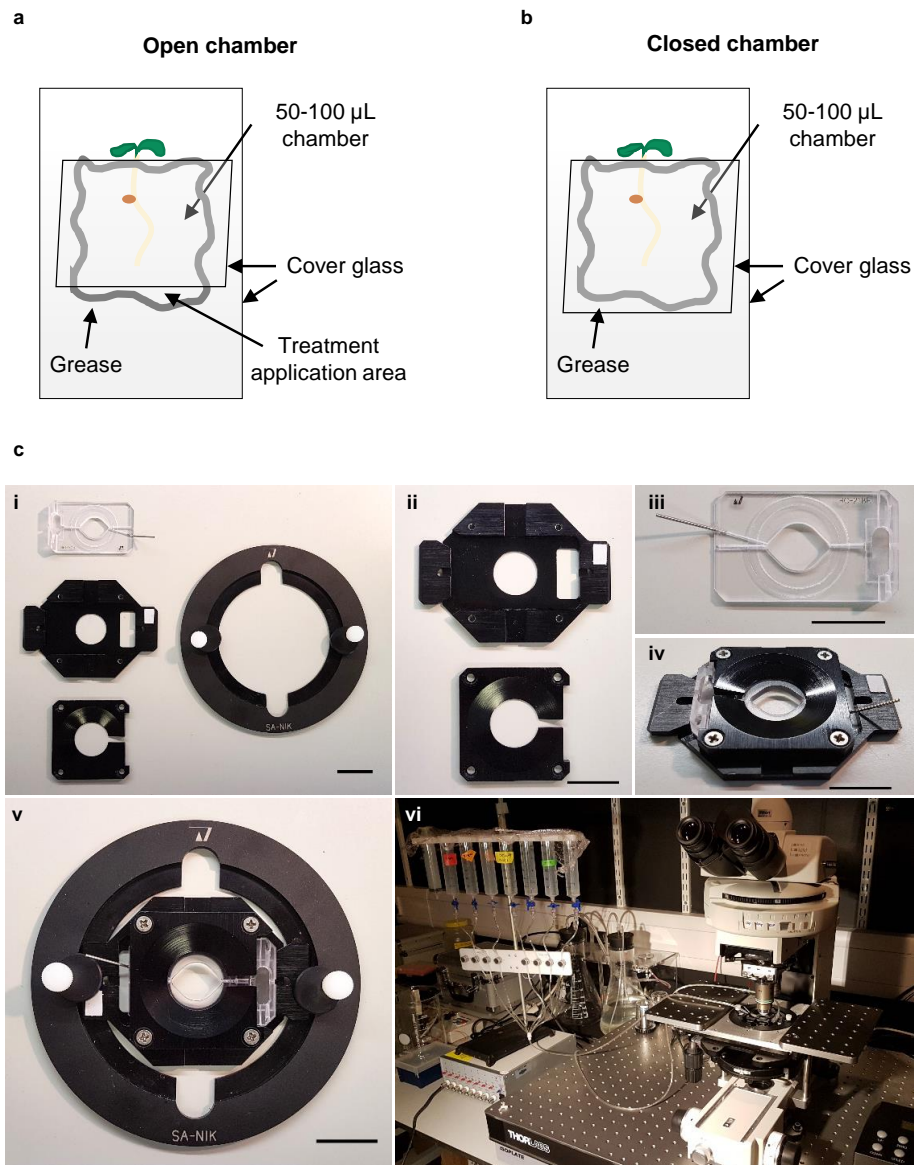 a
b
Open chamber
Closed chamber
50-100 µL
chamber
50-100 µL
chamber
Cover glass
Cover glass
Grease
Treatment
application area
Grease
c
i
ii
iii
iv
SA-NIK
v
SA-NIK
vi
THORLABS